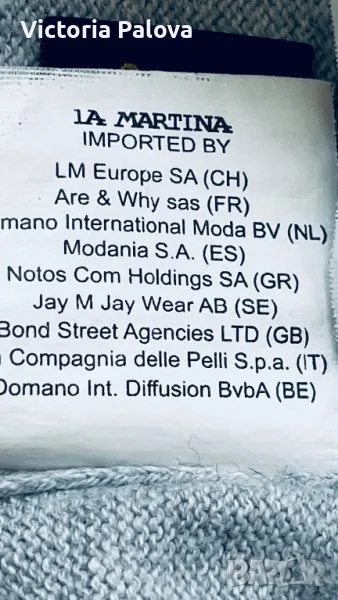 Victoria Palova
LA MARTINA
IMPORTED BY
LM Europe SA (CH)
Are & Why sas (FR)
International Moda BV (NL)
Modania S.A. (ES)
Notos Com Holdings SA (GR)
Jay M Jay Wear AB (SE)
Bond Street Agencies LTD (GB)
Compagnia delle Pelli S.p.a. (IT)
Domano Int. Diffusion BvbA (BE)
BAZAR